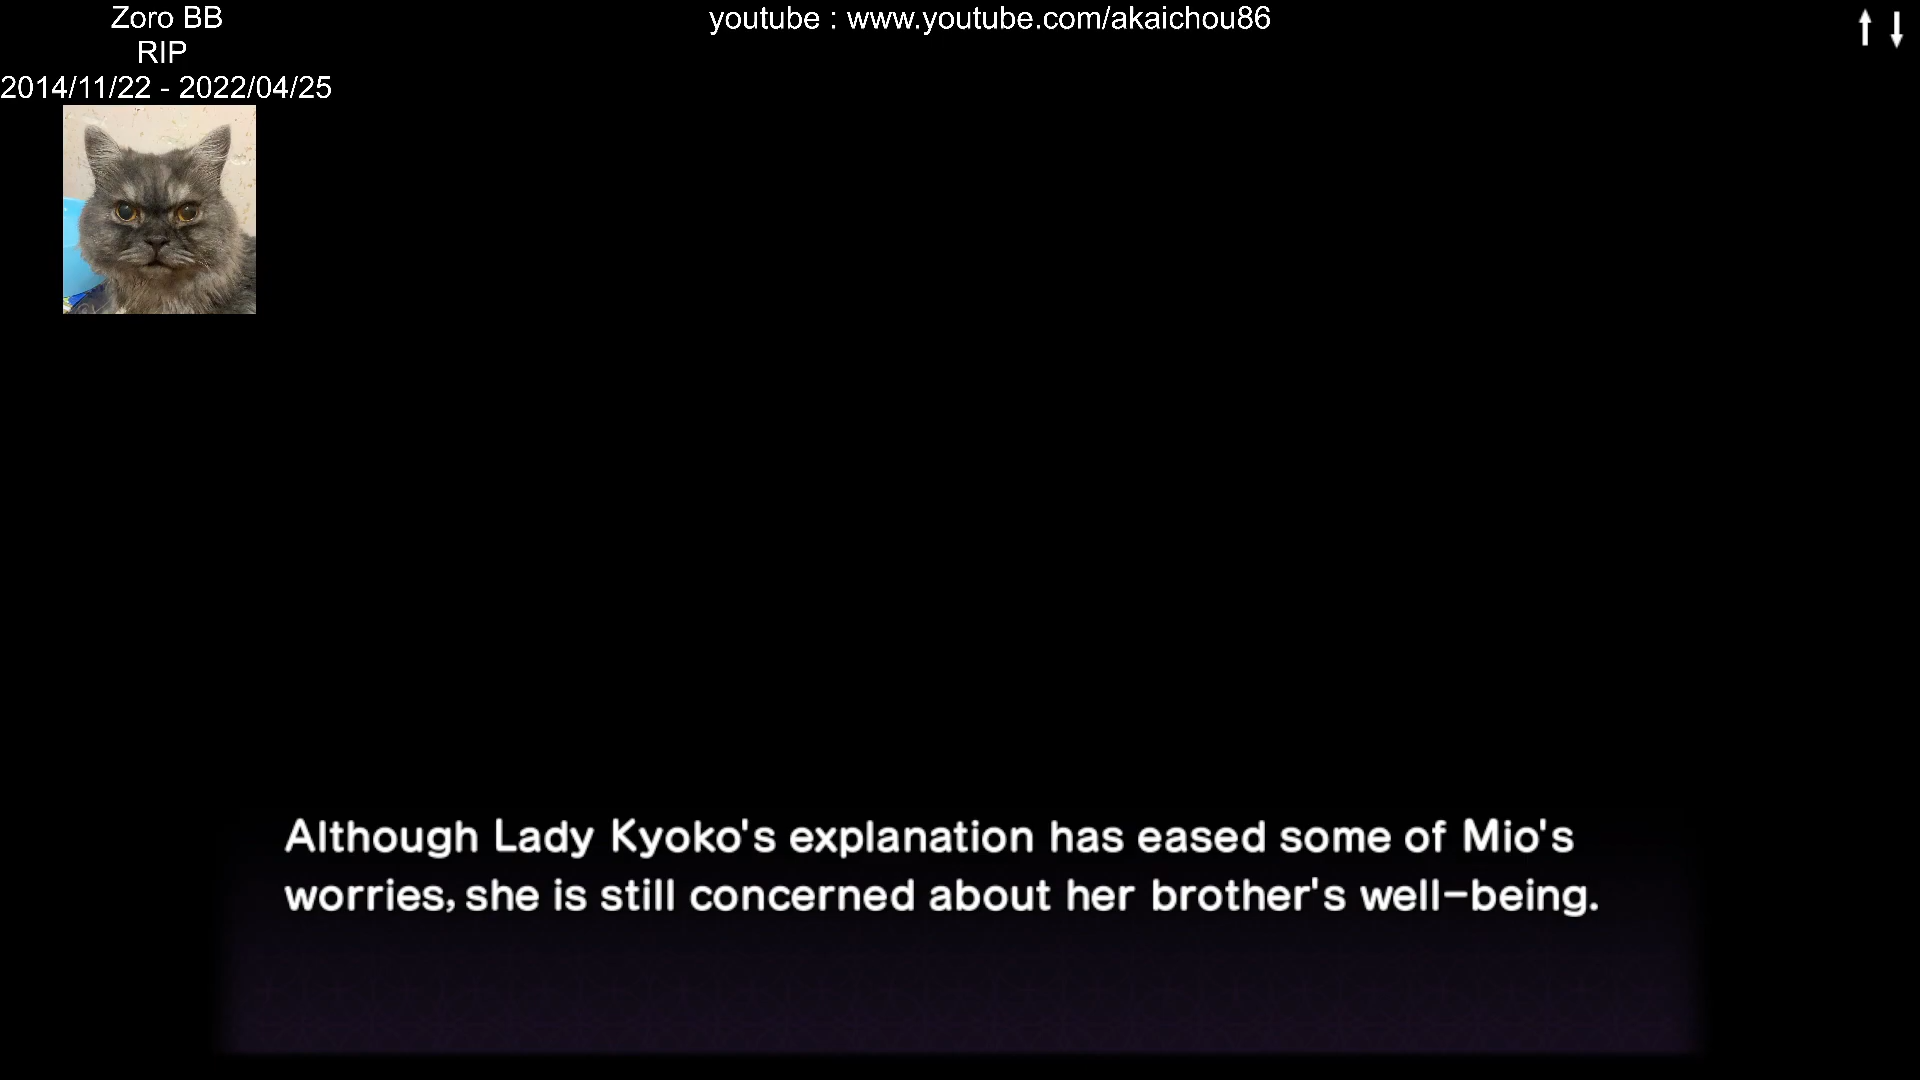 Zoro BB
RIP
2014/11/22 - 2022/04/25
youtube : www.youtube.com/akaichou86
Although Lady Kyoko's explanation has eased some of Mio's
worries, she is still concerned about her brother's well-being.